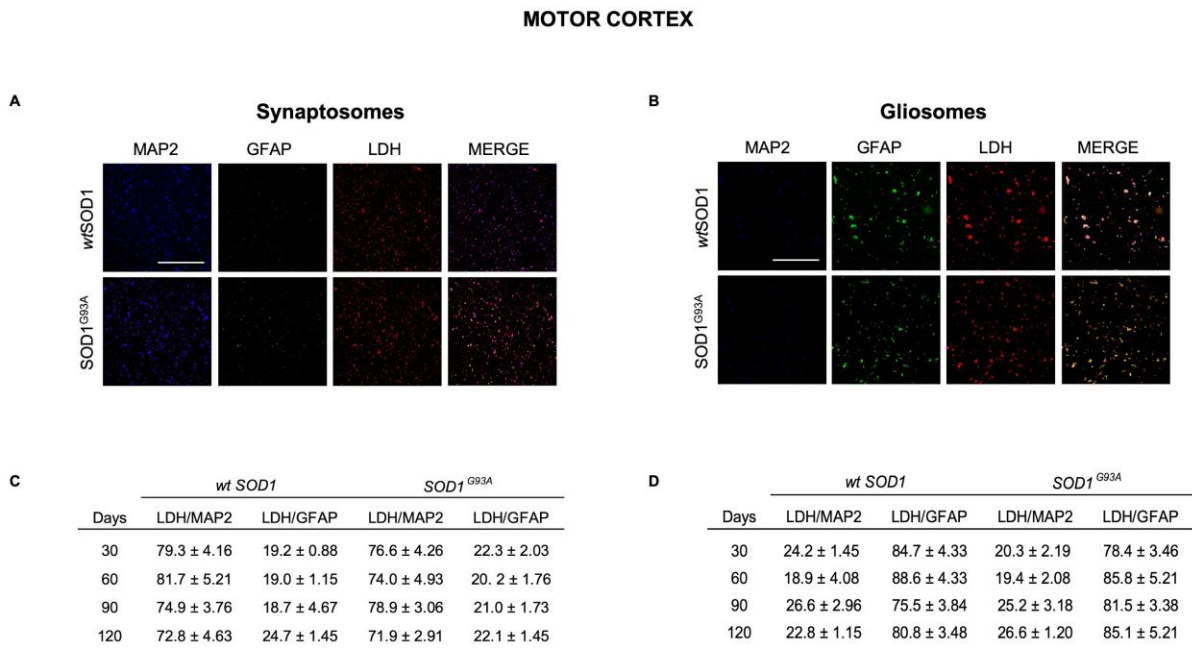 MOTOR CORTEX
A
Synaptosomes
MAP2 GFAP LDH MERGE
wtSOD1
SOD1G93A
B
Gliosomes
MAP2 GFAP LDH MERGE
wtSOD1
SOD1G93A
C
wt SOD1 SOD1 G93A
Days LDH/MAP2 LDH/GFAP LDH/MAP2 LDH/GFAP
30 79.3 ± 4.16 19.2 ± 0.88 76.6 ± 4.26 22.3 ± 2.03
60 81.7 ± 5.21 19.0 ± 1.15 74.0 ± 4.93 20. 2 ± 1.76
90 74.9 ± 3.76 18.7 ± 4.67 78.9 ± 3.06 21.0 ± 1.73
120 72.8 ± 4.63 24.7 ± 1.45 71.9 ± 2.91 22.1 ± 1.45
D
wt SOD1 SOD1 G93A
Days LDH/MAP2 LDH/GFAP LDH/MAP2 LDH/GFAP
30 24.2 ± 1.45 84.7 ± 4.33 20.3 ± 2.19 78.4 ± 3.46
60 18.9 ± 4.08 88.6 ± 4.33 19.4 ± 2.08 85.8 ± 5.21
90 26.6 ± 2.96 75.5 ± 3.84 25.2 ± 3.18 81.5 ± 3.38
120 22.8 ± 1.15 80.8 ± 3.48 26.6 ± 1.20 85.1 ± 5.21